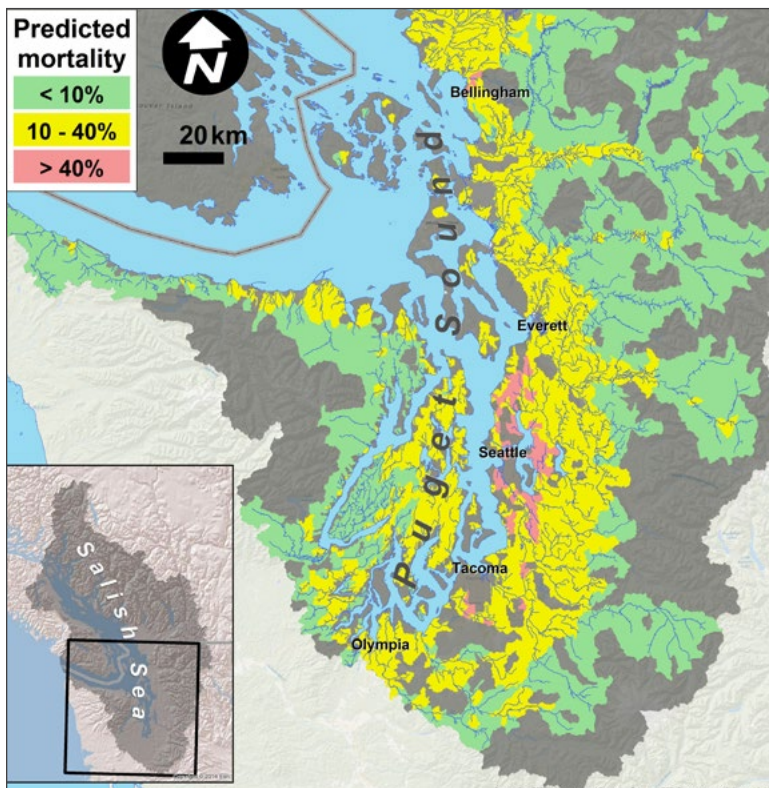 Predicted
mortality
< 10%
10 - 40%
> 40%
N
20 km
Bellingham
Puget Sound
Everett
Seattle
Tacoma
Olympia
Salish Sea